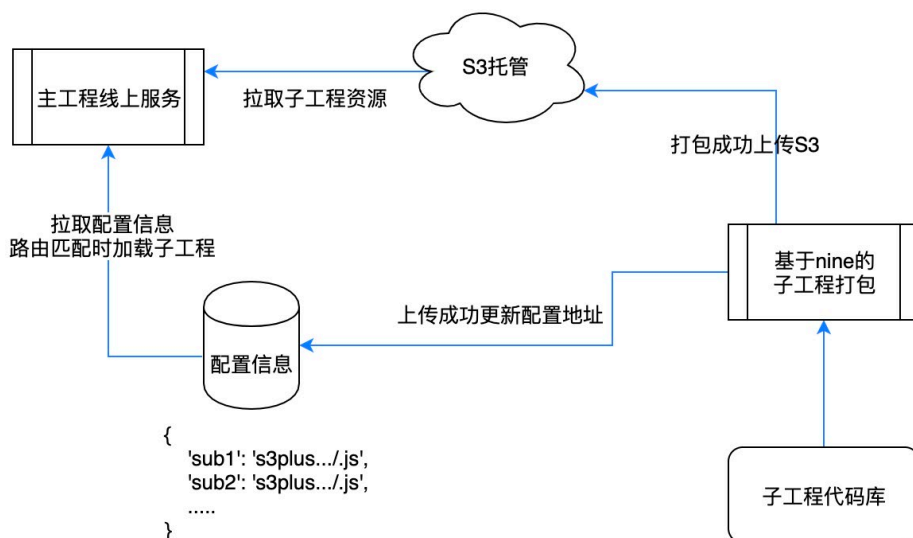 S3托管
主工程线上服务
拉取子工程资源
打包成功上传S3
拉取配置信息
路由匹配时加载子工程
基于nine的
子工程打包
上传成功更新配置地址
配置信息
{
'sub1': 's3plus.../.js',
'sub2': 's3plus.../.js',
.....
}
子工程代码库